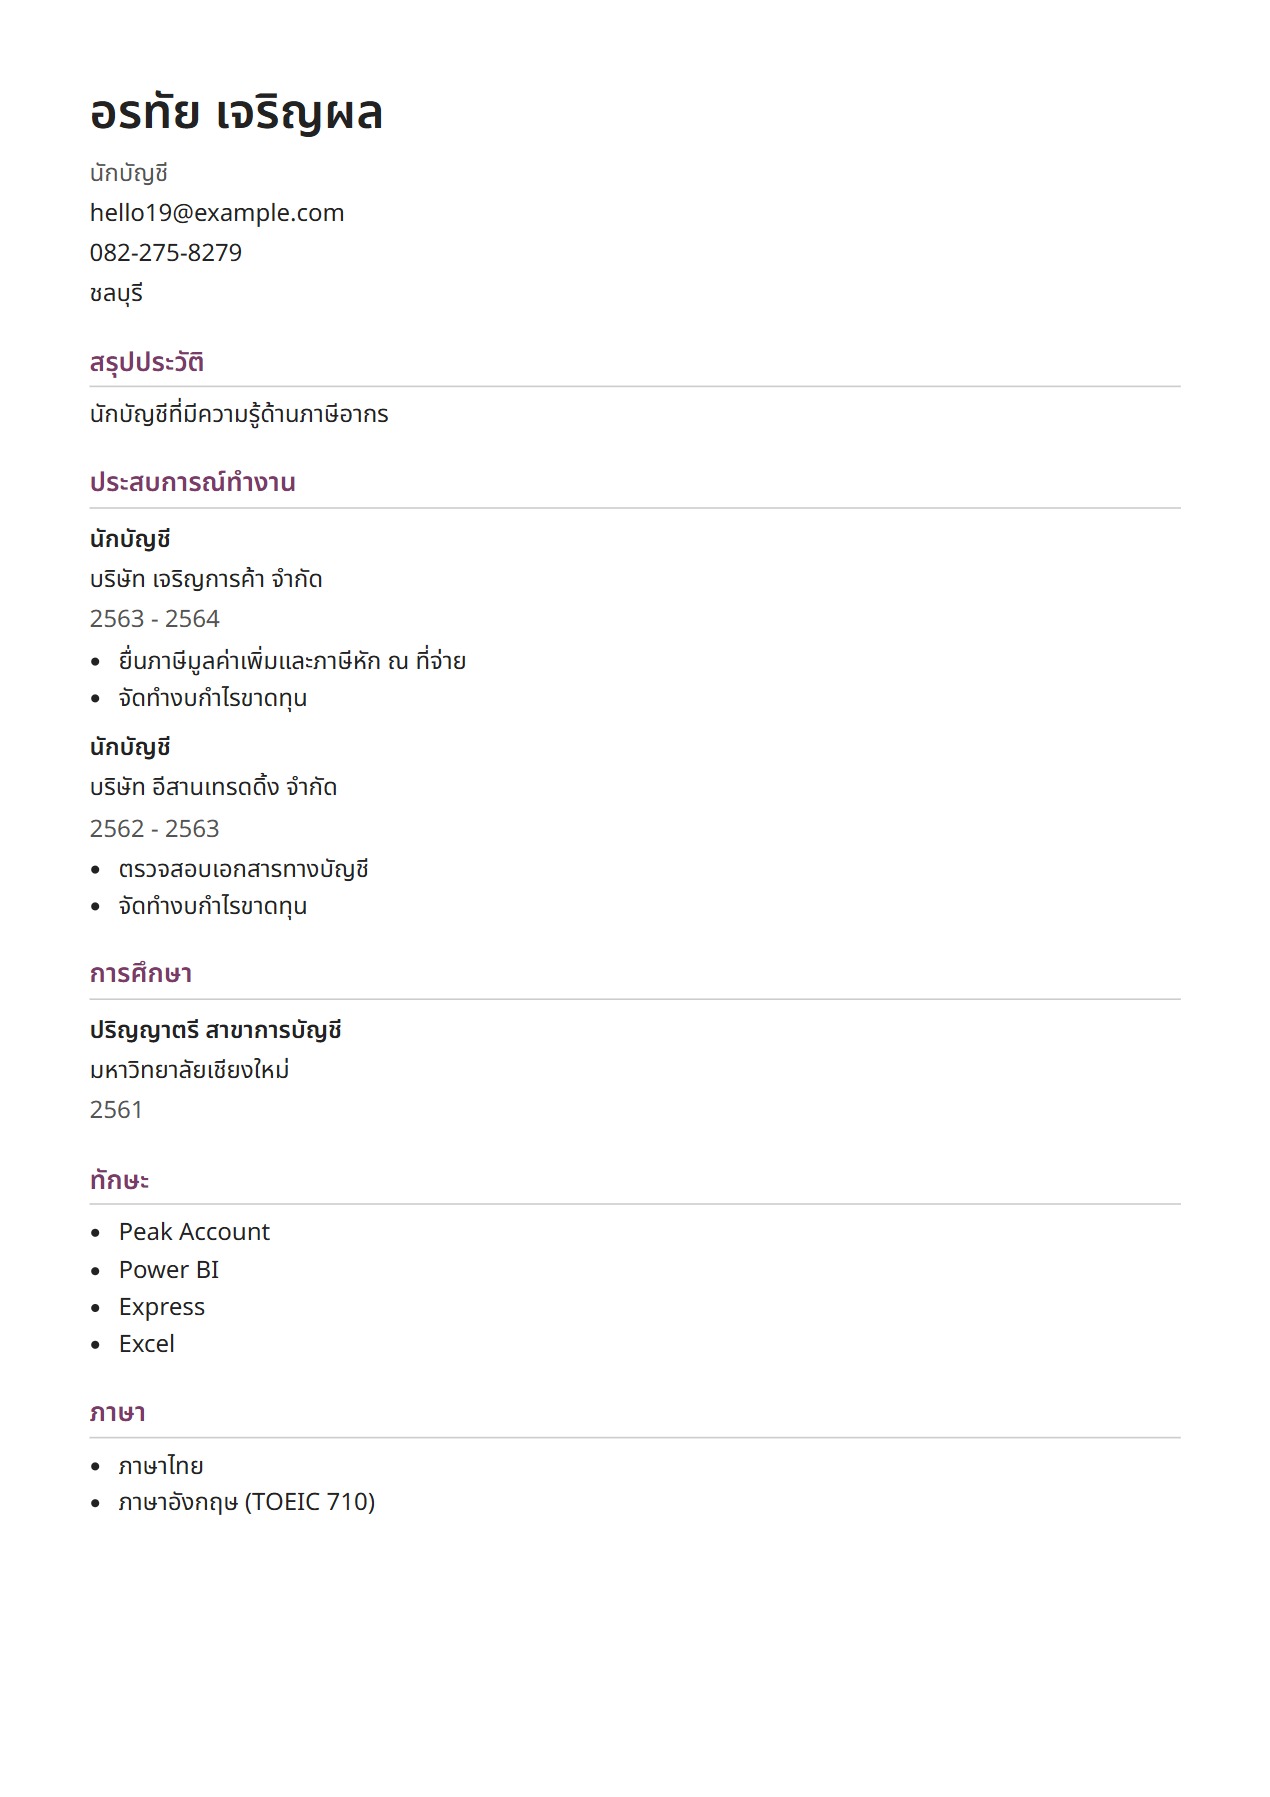 อรทัย เจริญผล
นักบัญชี
hello19@example.com
082-275-8279
ชลบุรี
สรุปประวัติ
นักบัญชีที่มีความรู้ด้านภาษีอากร
ประสบการณ์ทำงาน
นักบัญชี
บริษัท เจริญการค้า จำกัด
2563 - 2564
• ยื่นภาษีมูลค่าเพิ่มและภาษีหัก ณ ที่จ่าย
• จัดทำงบกำไรขาดทุน
นักบัญชี
บริษัท อีสานเทรดดิ้ง จำกัด
2562 - 2563
• ตรวจสอบเอกสารทางบัญชี
• จัดทำงบกำไรขาดทุน
การศึกษา
ปริญญาตรี สาขาการบัญชี
มหาวิทยาลัยเชียงใหม่
2561
ทักษะ
• Peak Account
• Power BI
• Express
• Excel
ภาษา
• ภาษาไทย
• ภาษาอังกฤษ (TOEIC 710)